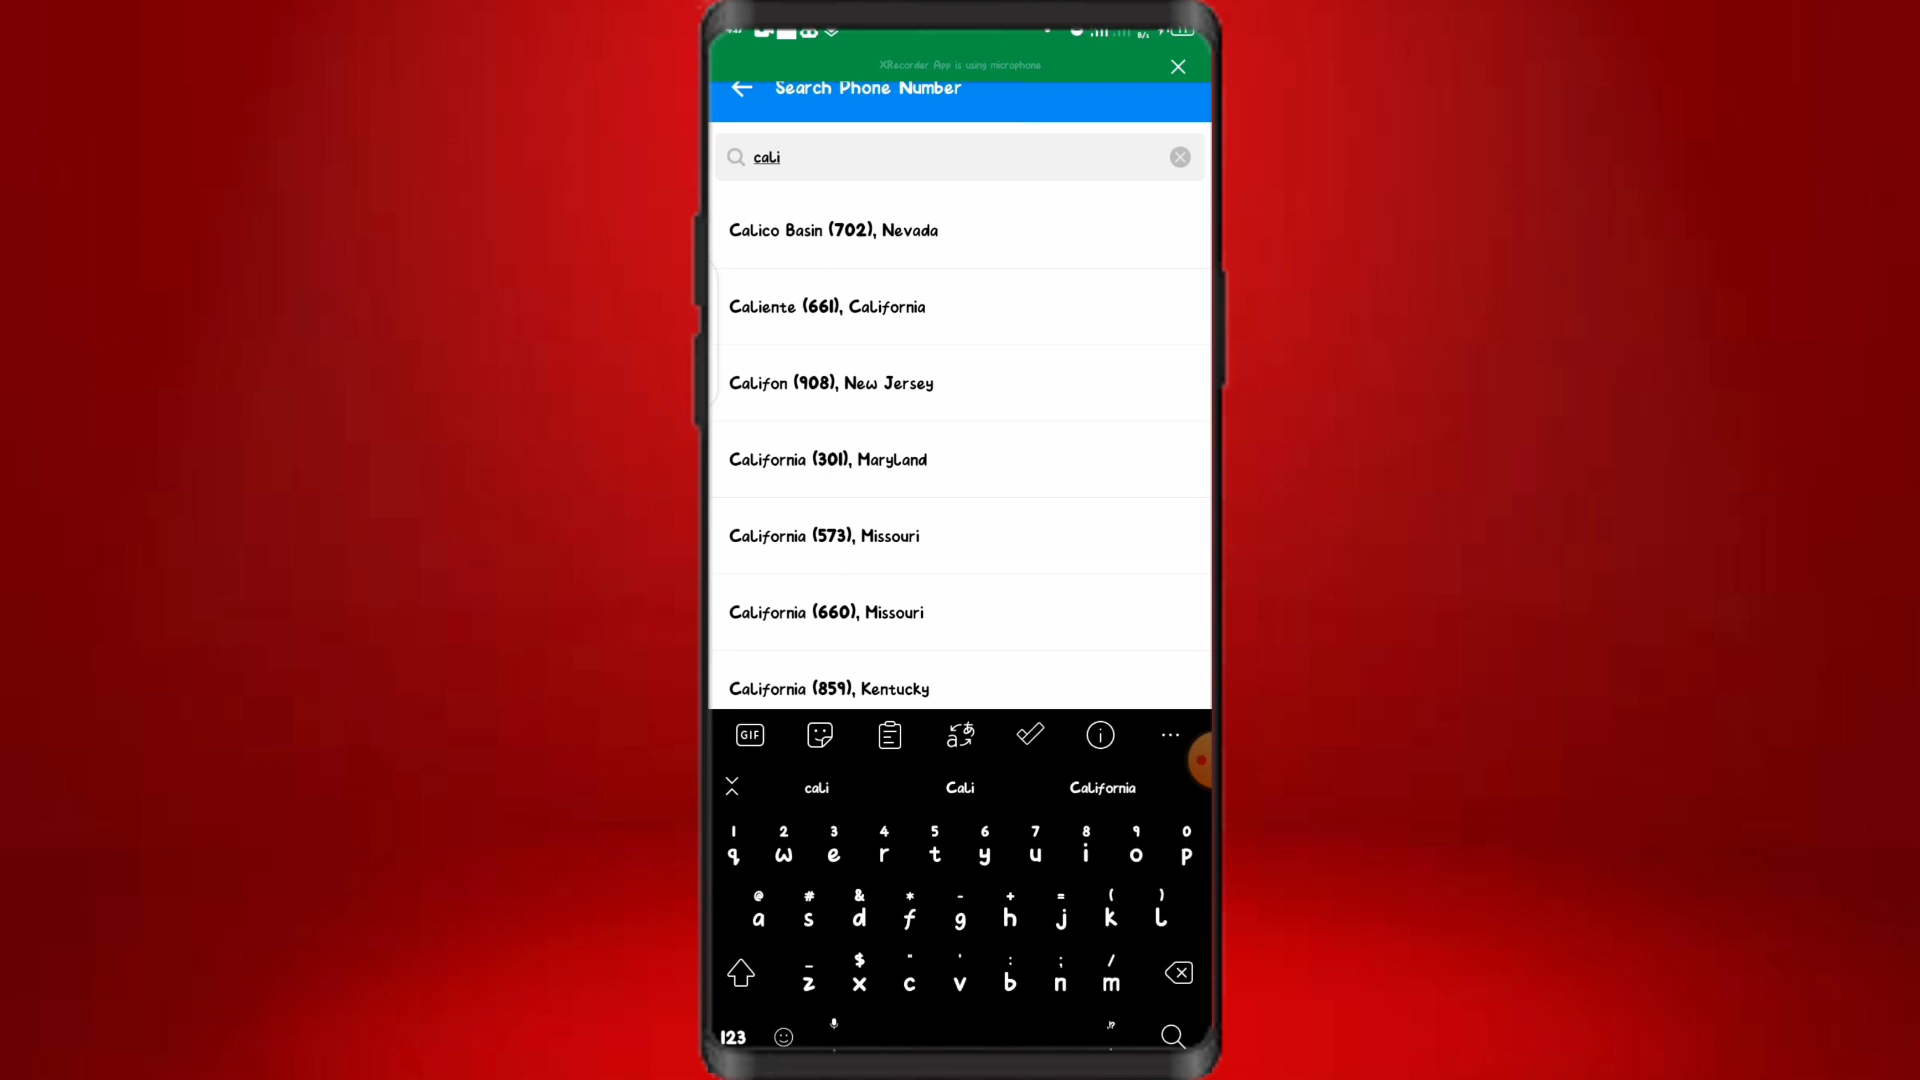 XRecorder App is using microphone
Search Phone Number
cali
Calico Basin (702), Nevada
Caliente (661), California
Califon (908), New Jersey
California (301), Maryland
California (573), Missouri
California (660), Missouri
California (859), Kentucky
GIF
cali Cali California
1 2 3 4 5 6 7 8 9 0
q w e r t y u i o p
@ # & * - + = ( )
a s d f g h j k l
_ $ " ' : ; /
z x c v b n m
123